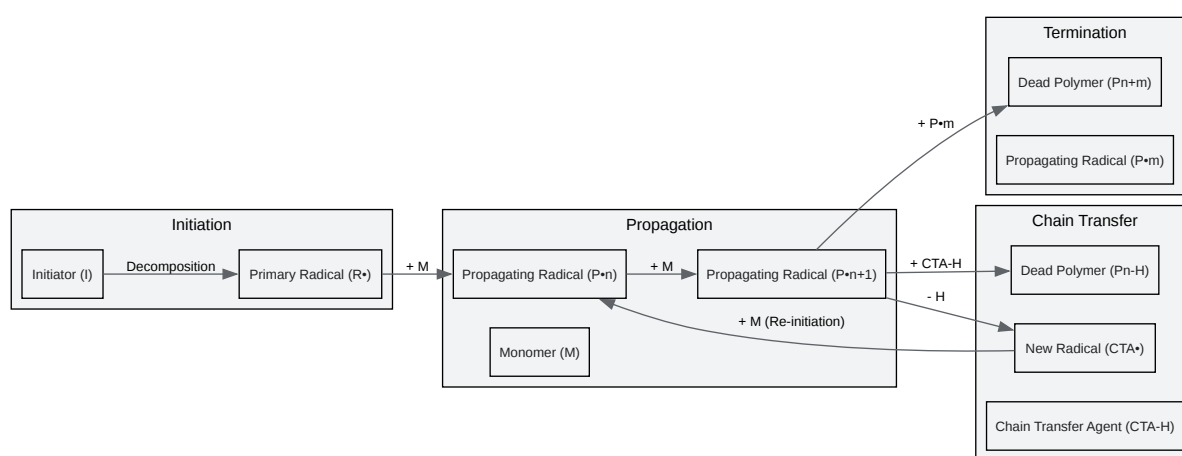 Initiation
Initiator (I)
Decomposition
Primary Radical (R•)
+ M
Propagation
Propagating Radical (P•n)
+ M
Propagating Radical (P•n+1)
Monomer (M)
+ M (Re-initiation)
+ P•m
Termination
Dead Polymer (Pn+m)
Propagating Radical (P•m)
+ CTA-H
- H
Chain Transfer
Dead Polymer (Pn-H)
New Radical (CTA•)
Chain Transfer Agent (CTA-H)